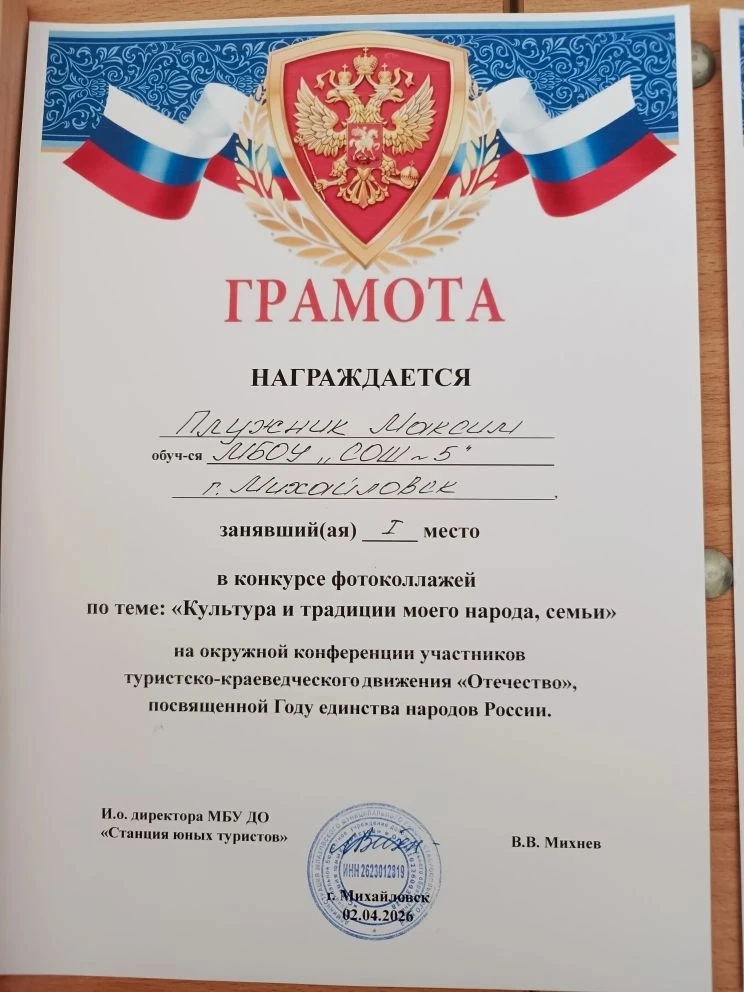 ГРАМОТА
НАГРАЖДАЕТСЯ
Плужник Максим
обуч-ся МБОУ „СОШ ~ 5"
г. Михайловск,
занявший(ая) I место
в конкурсе фотоколлажей
по теме: «Культура и традиции моего народа, семьи»
на окружной конференции участников
туристско-краеведческого движения «Отечество»,
посвященной Году единства народов России.
И.о. директора МБУ ДО
«Станция юных туристов»
В.В. Михнев
ИНН 2623012819
г. Михайловск
02.04.2026